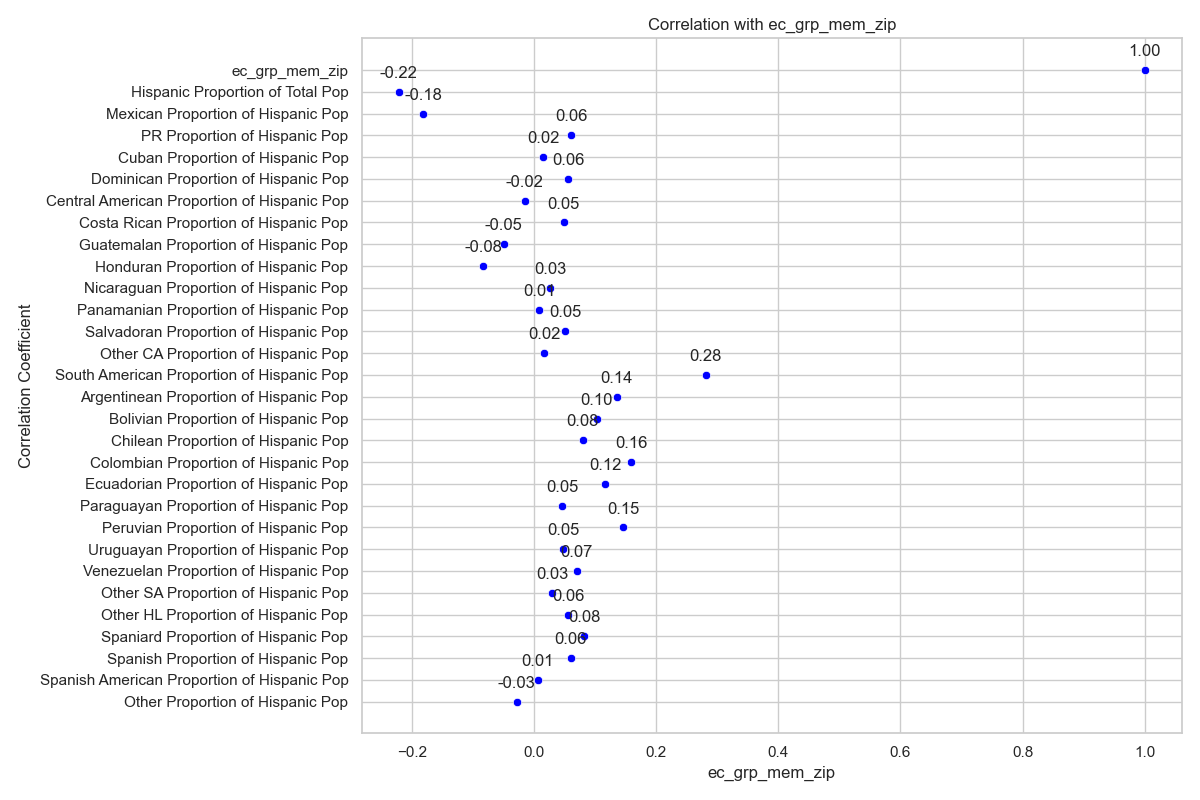 Correlation with ec_grp_mem_zip
1.00
ec_grp_mem_zip
-0.22
Hispanic Proportion of Total Pop
-0.18
Mexican Proportion of Hispanic Pop
0.06
PR Proportion of Hispanic Pop
0.02
Cuban Proportion of Hispanic Pop
0.06
Dominican Proportion of Hispanic Pop
-0.02
Central American Proportion of Hispanic Pop
0.05
Costa Rican Proportion of Hispanic Pop
-0.05
Guatemalan Proportion of Hispanic Pop
-0.08
Honduran Proportion of Hispanic Pop
0.03
Nicaraguan Proportion of Hispanic Pop
0.01
Panamanian Proportion of Hispanic Pop
0.05
Salvadoran Proportion of Hispanic Pop
0.02
Other CA Proportion of Hispanic Pop
0.28
South American Proportion of Hispanic Pop
0.14
Argentinean Proportion of Hispanic Pop
0.10
Bolivian Proportion of Hispanic Pop
0.08
Chilean Proportion of Hispanic Pop
0.16
Colombian Proportion of Hispanic Pop
0.12
Ecuadorian Proportion of Hispanic Pop
0.05
Paraguayan Proportion of Hispanic Pop
0.15
Peruvian Proportion of Hispanic Pop
0.05
Uruguayan Proportion of Hispanic Pop
0.07
Venezuelan Proportion of Hispanic Pop
0.03
Other SA Proportion of Hispanic Pop
0.06
Other HL Proportion of Hispanic Pop
0.08
Spaniard Proportion of Hispanic Pop
0.06
Spanish Proportion of Hispanic Pop
0.01
Spanish American Proportion of Hispanic Pop
-0.03
Other Proportion of Hispanic Pop
Correlation Coefficient
−0.2 0.0 0.2 0.4 0.6 0.8 1.0
ec_grp_mem_zip